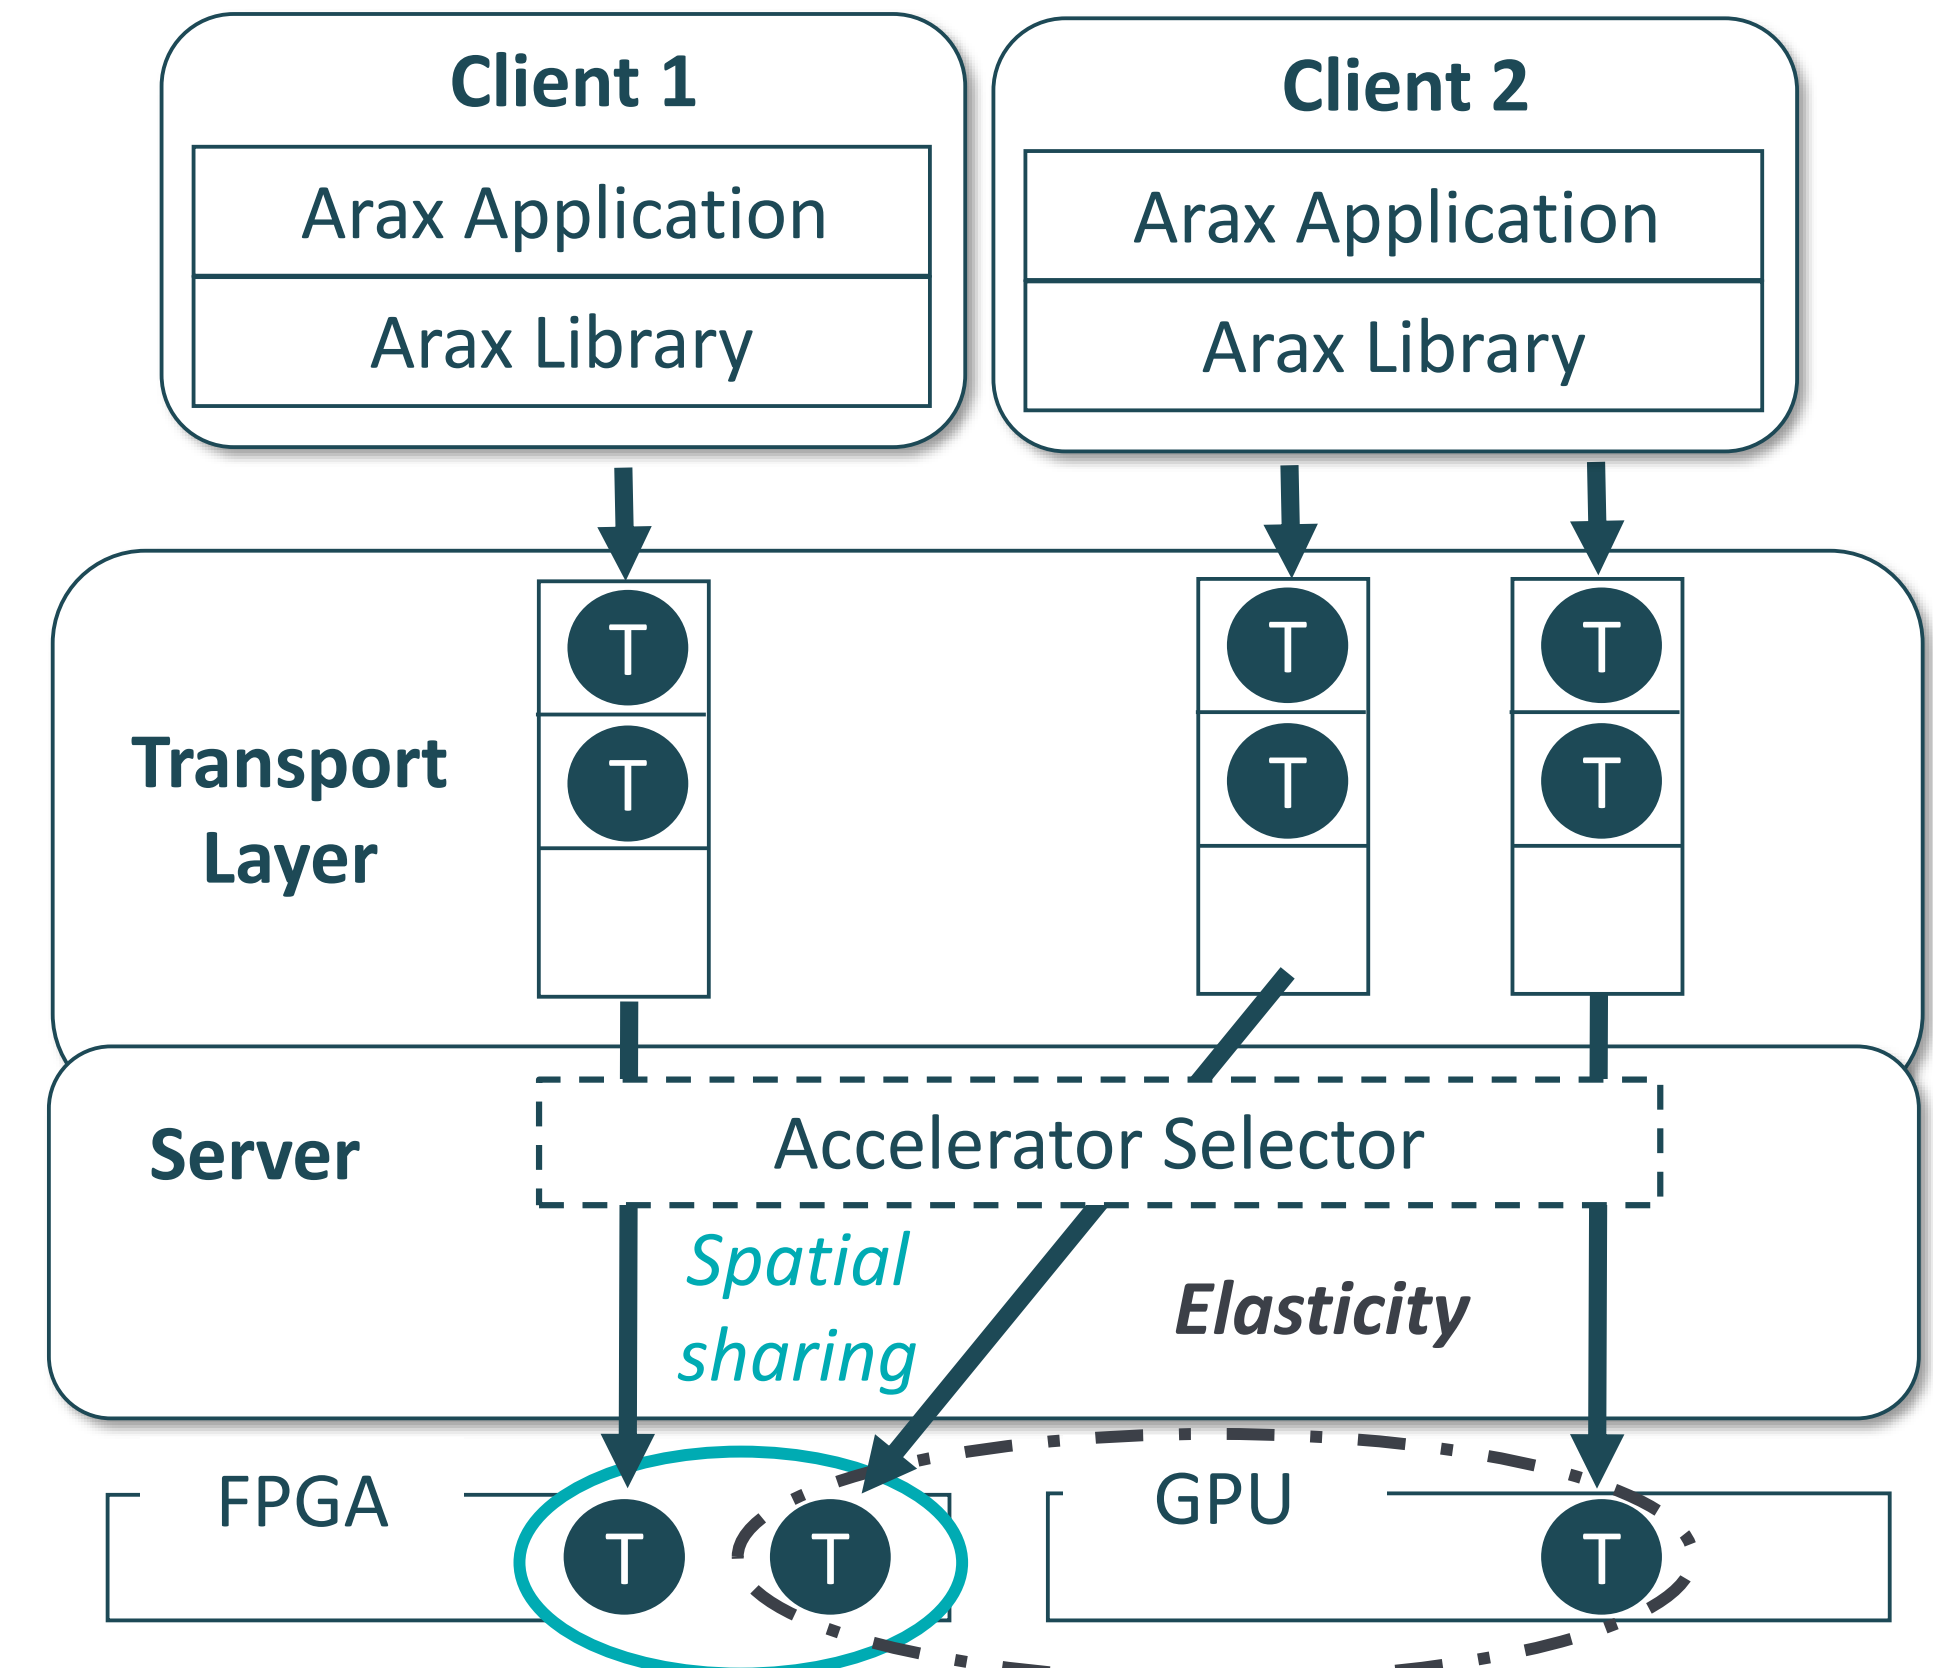 Client 1
Client 2
Arax Application
Arax Application
Arax Library
Arax Library
T
T
T
Transport
Layer
T
T
T
Server
Accelerator Selector
Spatial
sharing
Elasticity
FPGA
GPU
T
T
T